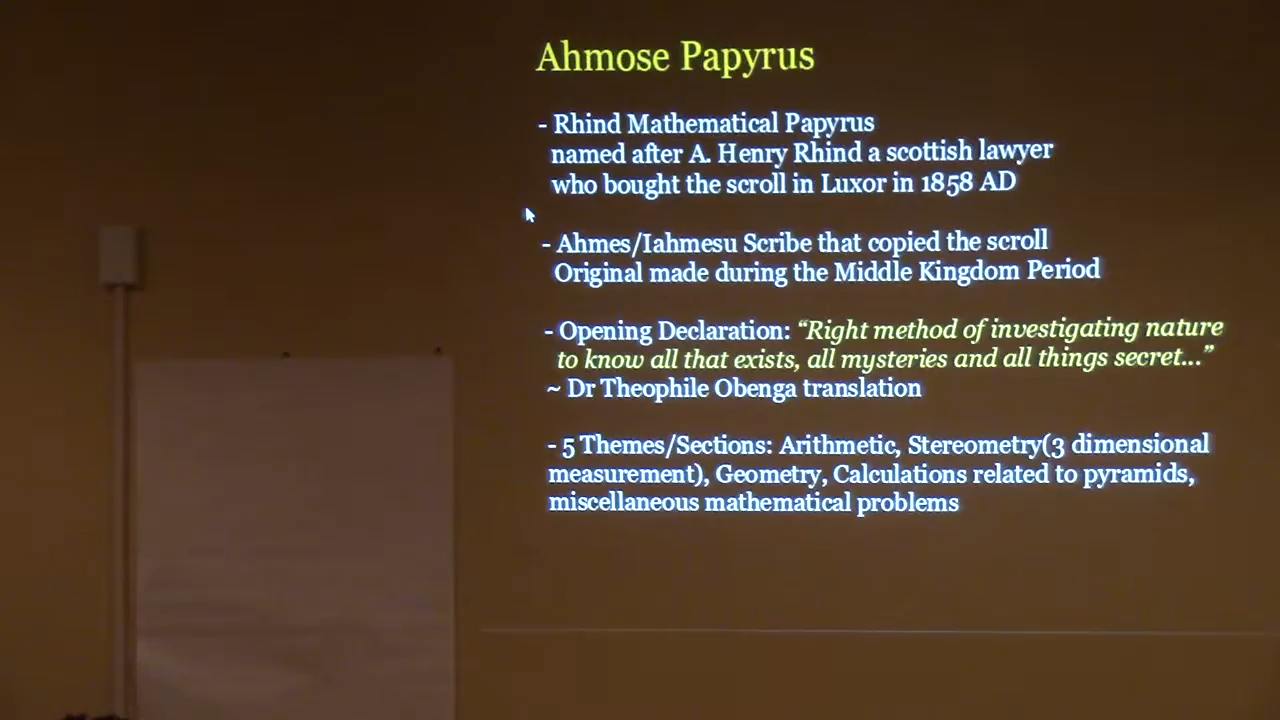 Ahmose Papyrus
- Rhind Mathematical Papyrus
named after A. Henry Rhind a scottish lawyer
who bought the scroll in Luxor in 1858 AD
- Ahmes/Iahmesu Scribe that copied the scroll
Original made during the Middle Kingdom Period
- Opening Declaration: “Right method of investigating nature
to know all that exists, all mysteries and all things secret...”
~ Dr Theophile Obenga translation
- 5 Themes/Sections: Arithmetic, Stereometry(3 dimensional
measurement), Geometry, Calculations related to pyramids,
miscellaneous mathematical problems